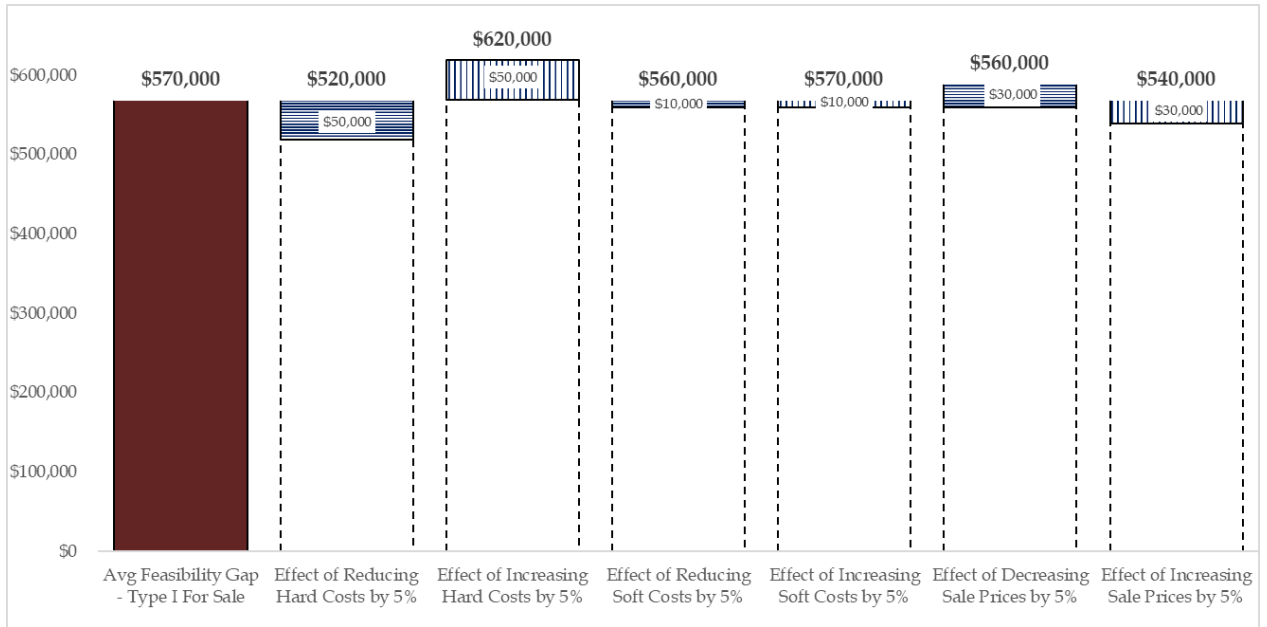 $620,000
$600,000
$570,000
$520,000
$50,000
$560,000
$570,000
$560,000
$540,000
$50,000
$10,000
$10,000
$30,000
$30,000
$500,000
$400,000
$300,000
$200,000
$100,000
$0
Avg Feasibility Gap
- Type I For Sale
Effect of Reducing
Hard Costs by 5%
Effect of Increasing
Hard Costs by 5%
Effect of Reducing
Soft Costs by 5%
Effect of Increasing
Soft Costs by 5%
Effect of Decreasing
Sale Prices by 5%
Effect of Increasing
Sale Prices by 5%